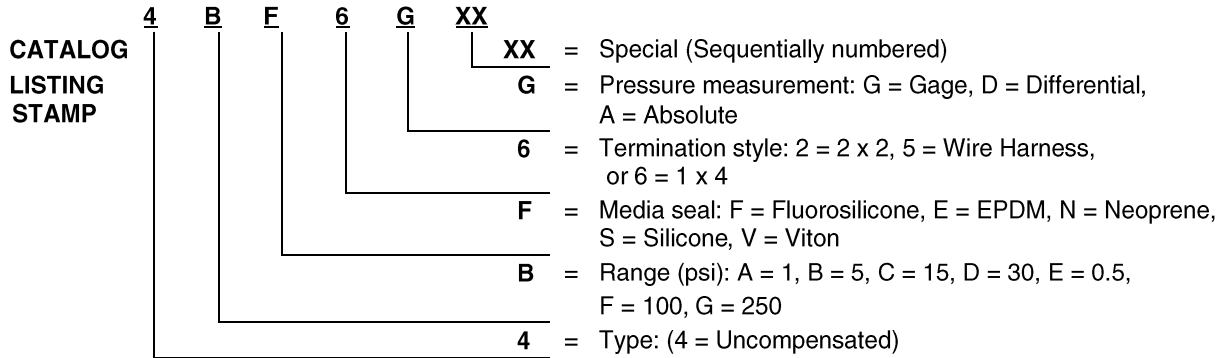 4 B F 6 G XX
CATALOG XX = Special (Sequentially numbered)
LISTING G = Pressure measurement: G = Gage, D = Differential,
STAMP A = Absolute
6 = Termination style: 2 = 2 x 2, 5 = Wire Harness,
or 6 = 1 x 4
F = Media seal: F = Fluorosilicone, E = EPDM, N = Neoprene,
S = Silicone, V = Viton
B = Range (psi): A = 1, B = 5, C = 15, D = 30, E = 0.5,
F = 100, G = 250
4 = Type: (4 = Uncompensated)